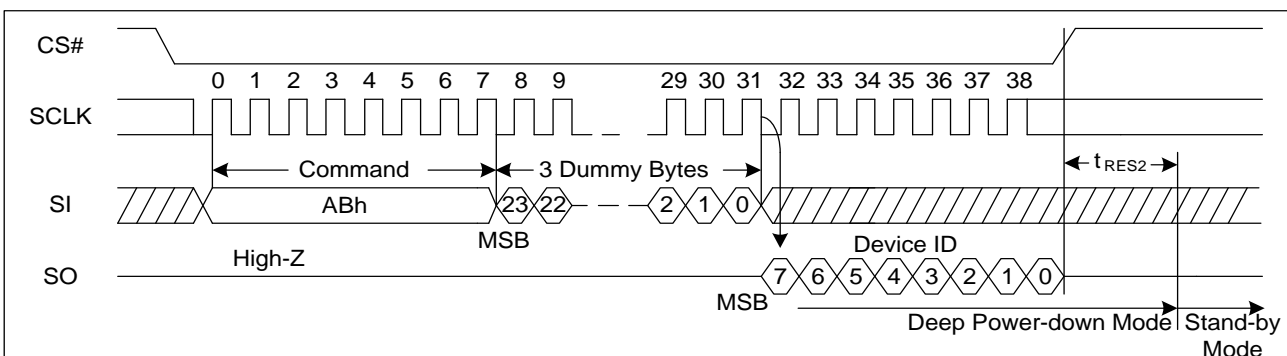 CS#
0 1 2 3 4 5 6 7 8 9 29 30 31 32 33 34 35 36 37 38
SCLK
Command 3 Dummy Bytes tRES2
SI ABh 23 22 2 1 0
MSB Device ID
High-Z
SO 7 6 5 4 3 2 1 0
MSB
Deep Power-down Mode Stand-by
Mode